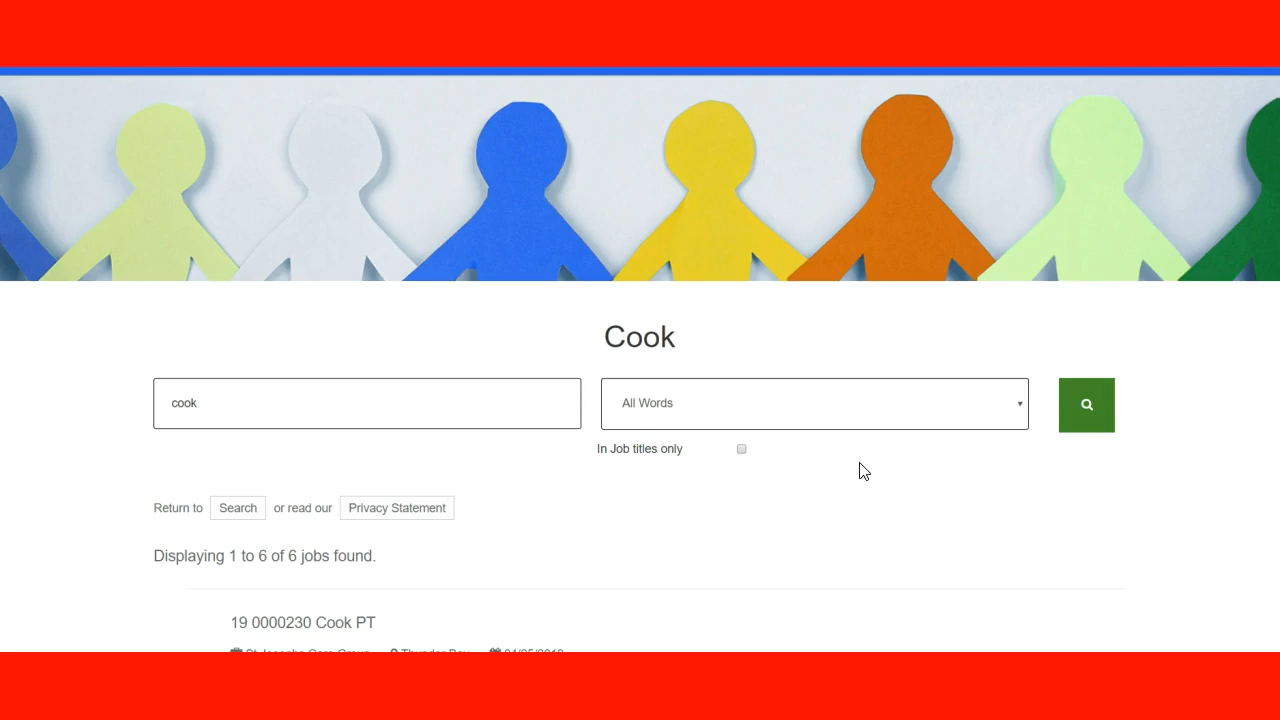 Cook
cook
All Words
In Job titles only
Return to Search or read our Privacy Statement
Displaying 1 to 6 of 6 jobs found.
19 0000230 Cook PT